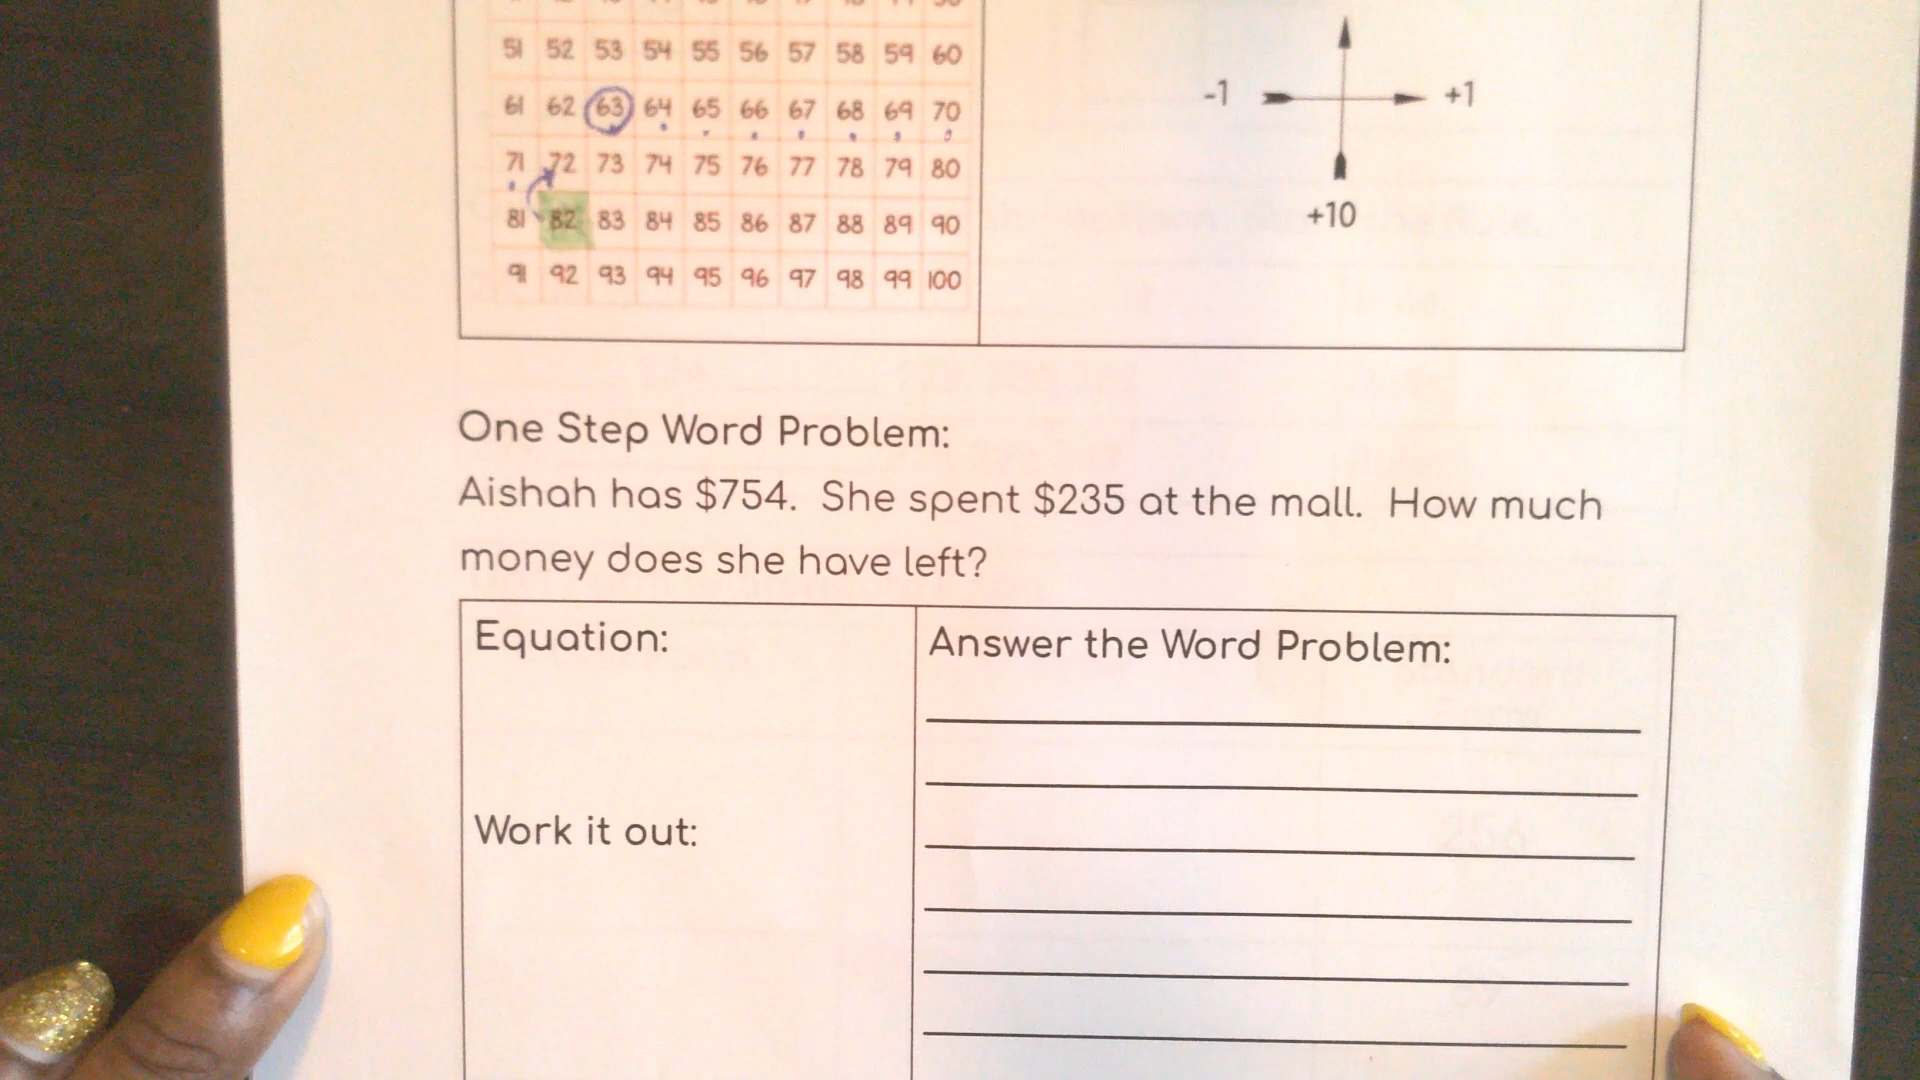 51 52 53 54 55 56 57 58 59 60
61 62 63 64 65 66 67 68 69 70
71 72 73 74 75 76 77 78 79 80
81 82 83 84 85 86 87 88 89 90
91 92 93 94 95 96 97 98 99 100
-1 +1
+10
One Step Word Problem:
Aishah has $754. She spent $235 at the mall. How much
money does she have left?
Equation:
Work it out:
Answer the Word Problem: